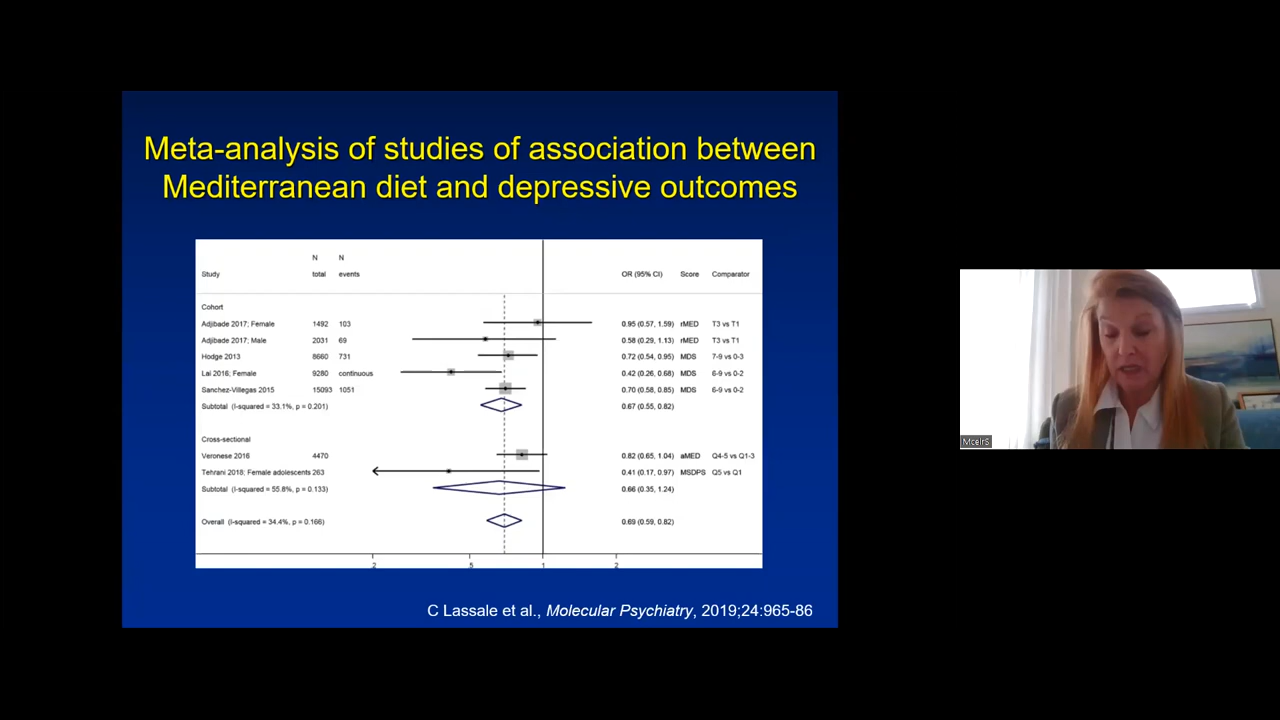 Meta-analysis of studies of association between
Mediterranean diet and depressive outcomes
N N
Study total events OR (95% CI) Score Comparator
Cohort
Adjibade 2017; Female 1492 103 0.95 (0.57, 1.59) rMED T3 vs T1
Adjibade 2017; Male 2031 69 0.58 (0.29, 1.13) rMED T3 vs T1
Hodge 2013 8660 731 0.72 (0.54, 0.95) MDS 7-9 vs 0-3
Lai 2016; Female 9280 continuous 0.42 (0.26, 0.68) MDS 6-9 vs 0-2
Sanchez-Villegas 2015 15093 1051 0.70 (0.58, 0.85) MDS 6-9 vs 0-2
Subtotal (I-squared = 33.1%, p = 0.201) 0.67 (0.55, 0.82)
Cross-sectional
Veronese 2016 4470 0.82 (0.65, 1.04) aMED Q4-5 vs Q1-3
Tehrani 2018; Female adolescents 263 0.41 (0.17, 0.97) MSDPS Q5 vs Q1
Subtotal (I-squared = 55.8%, p = 0.133) 0.66 (0.35, 1.24)
Overall (I-squared = 34.4%, p = 0.166) 0.69 (0.59, 0.82)
.2 .5 1 2
C Lassale et al., Molecular Psychiatry, 2019;24:965-86
McelrS